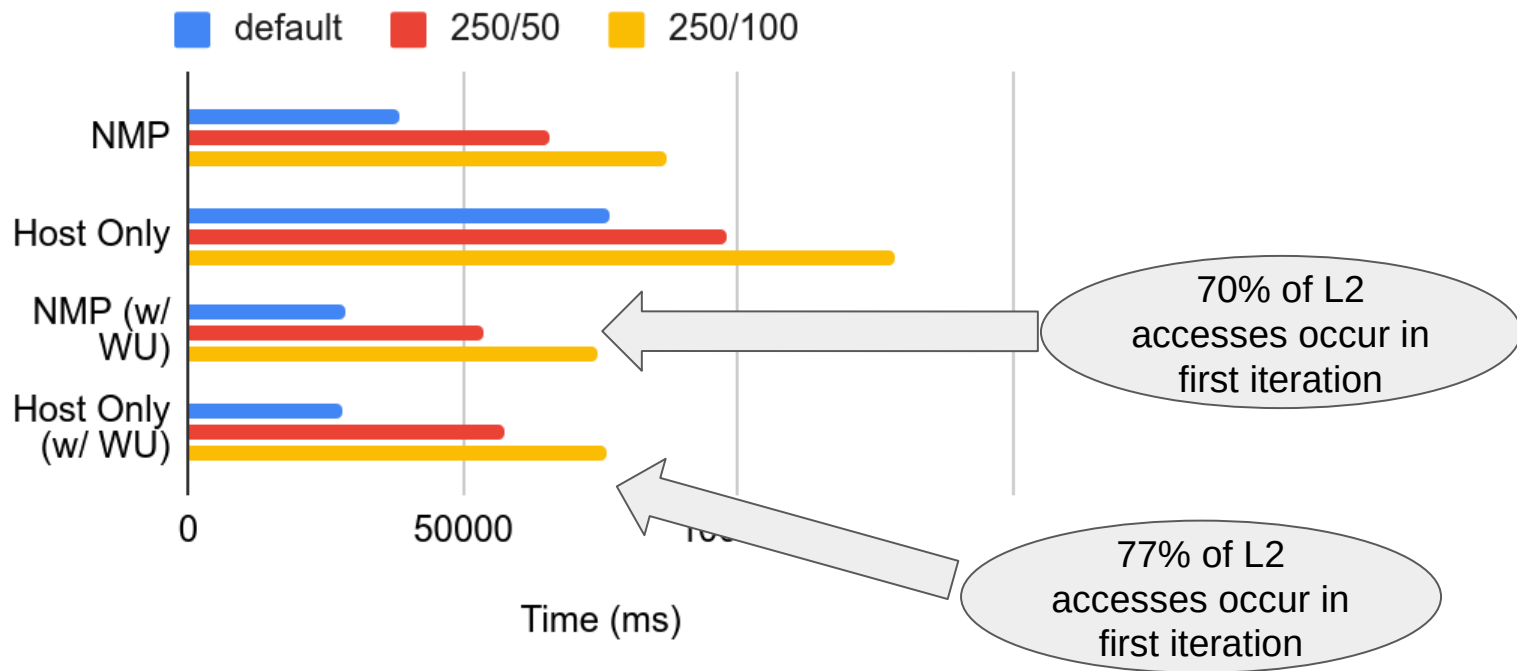 default 250/50 250/100
NMP
Host Only
NMP (w/
WU)
Host Only
(w/ WU)
0 50000
Time (ms)
70% of L2
accesses occur in
first iteration
77% of L2
accesses occur in
first iteration